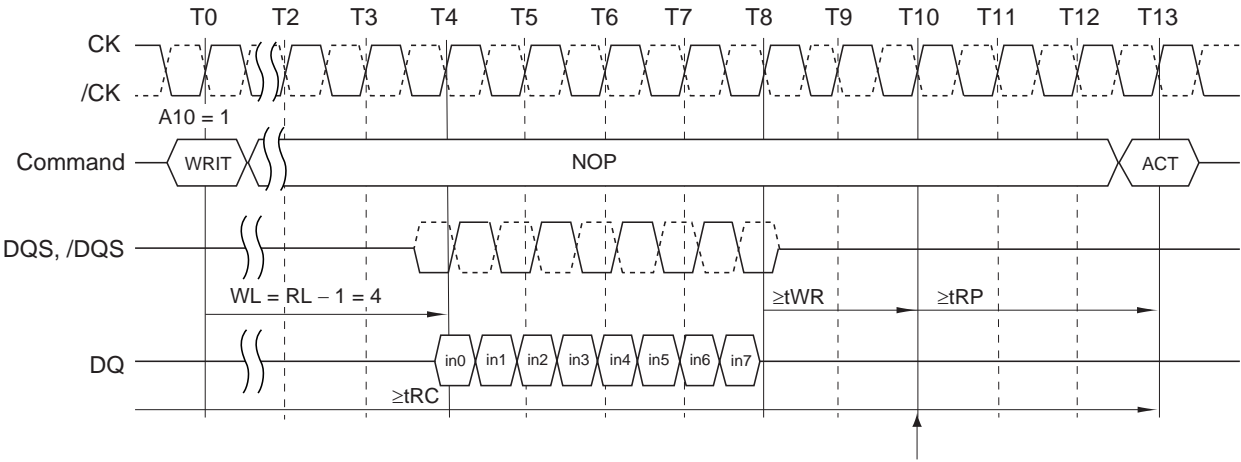 T0 T2 T3 T4 T5 T6 T7 T8 T9 T10 T11 T12 T13
CK
/CK
A10 = 1
Command WRIT NOP ACT
DQS, /DQS
WL = RL − 1 = 4 ≥tWR ≥tRP
DQ in0 in1 in2 in3 in4 in5 in6 in7
≥tRC